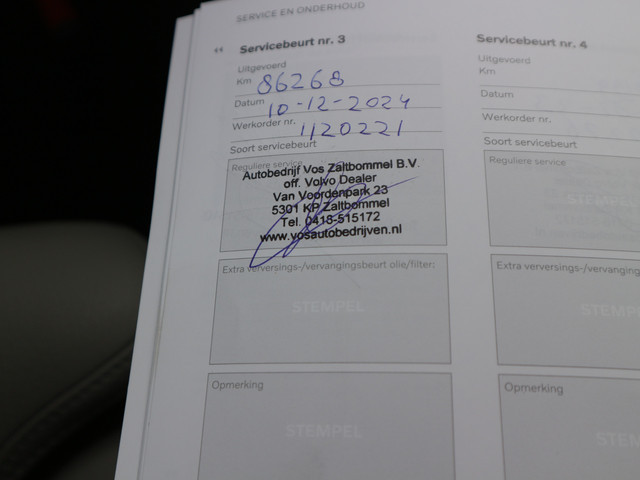 SERVICE EN ONDERHOUD
Servicebeurt nr. 3
Uitgevoerd
Km 86268
Datum 10-12-2024
Werkorder nr. 1120221
Soort servicebeurt
Reguliere service
Autobedrijf Vos Zaltbommel B.V.
off. Volvo Dealer
Van Voordenpark 23
5301 KP Zaltbommel
Tel. 0418-515172
www.vosautobedrijven.nl
Extra verversings-/vervangingsbeurt olie/filter:
STEMPEL
Opmerking
STEMPEL
Servicebeurt nr. 4
Uitgevoerd
Km
Datum
Werkorder nr.
Soort servicebeurt
Reguliere service
Extra verversings-/vervanging
STEMPE
Opmerking
STEMP